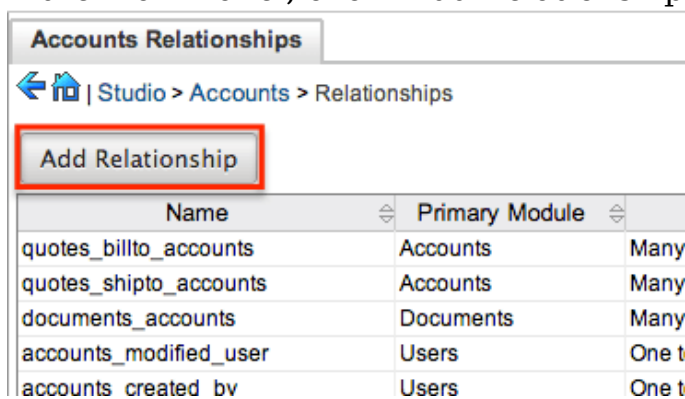 Accounts Relationships
| Studio > Accounts > Relationships
Add Relationship
Name Primary Module
quotes_billto_accounts Accounts Many
quotes_shipto_accounts Accounts Many
documents_accounts Documents Many
accounts_modified_user Users One
accounts_created_by Users One